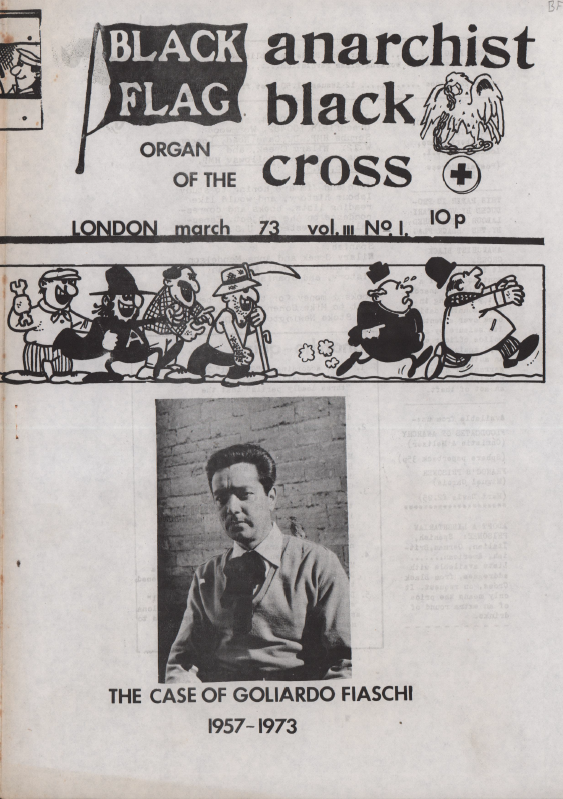 BF
BLACK
FLAG
ORGAN
OF THE
anarchist
black
cross
LONDON march 73 vol. III Nº. 1. 10p
A
THE CASE OF GOLIARDO FIASCHI
1957-1973